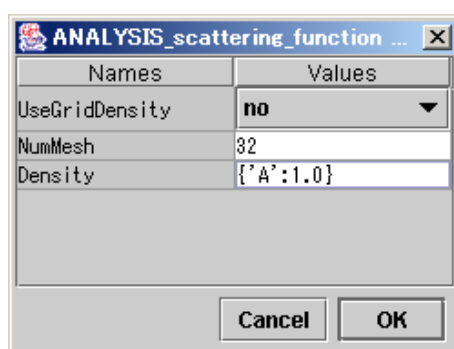 ANALYSIS_scattering_function ...
Names Values
UseGridDensity no
NumMesh 32
Density {'A':1.0}
Cancel OK